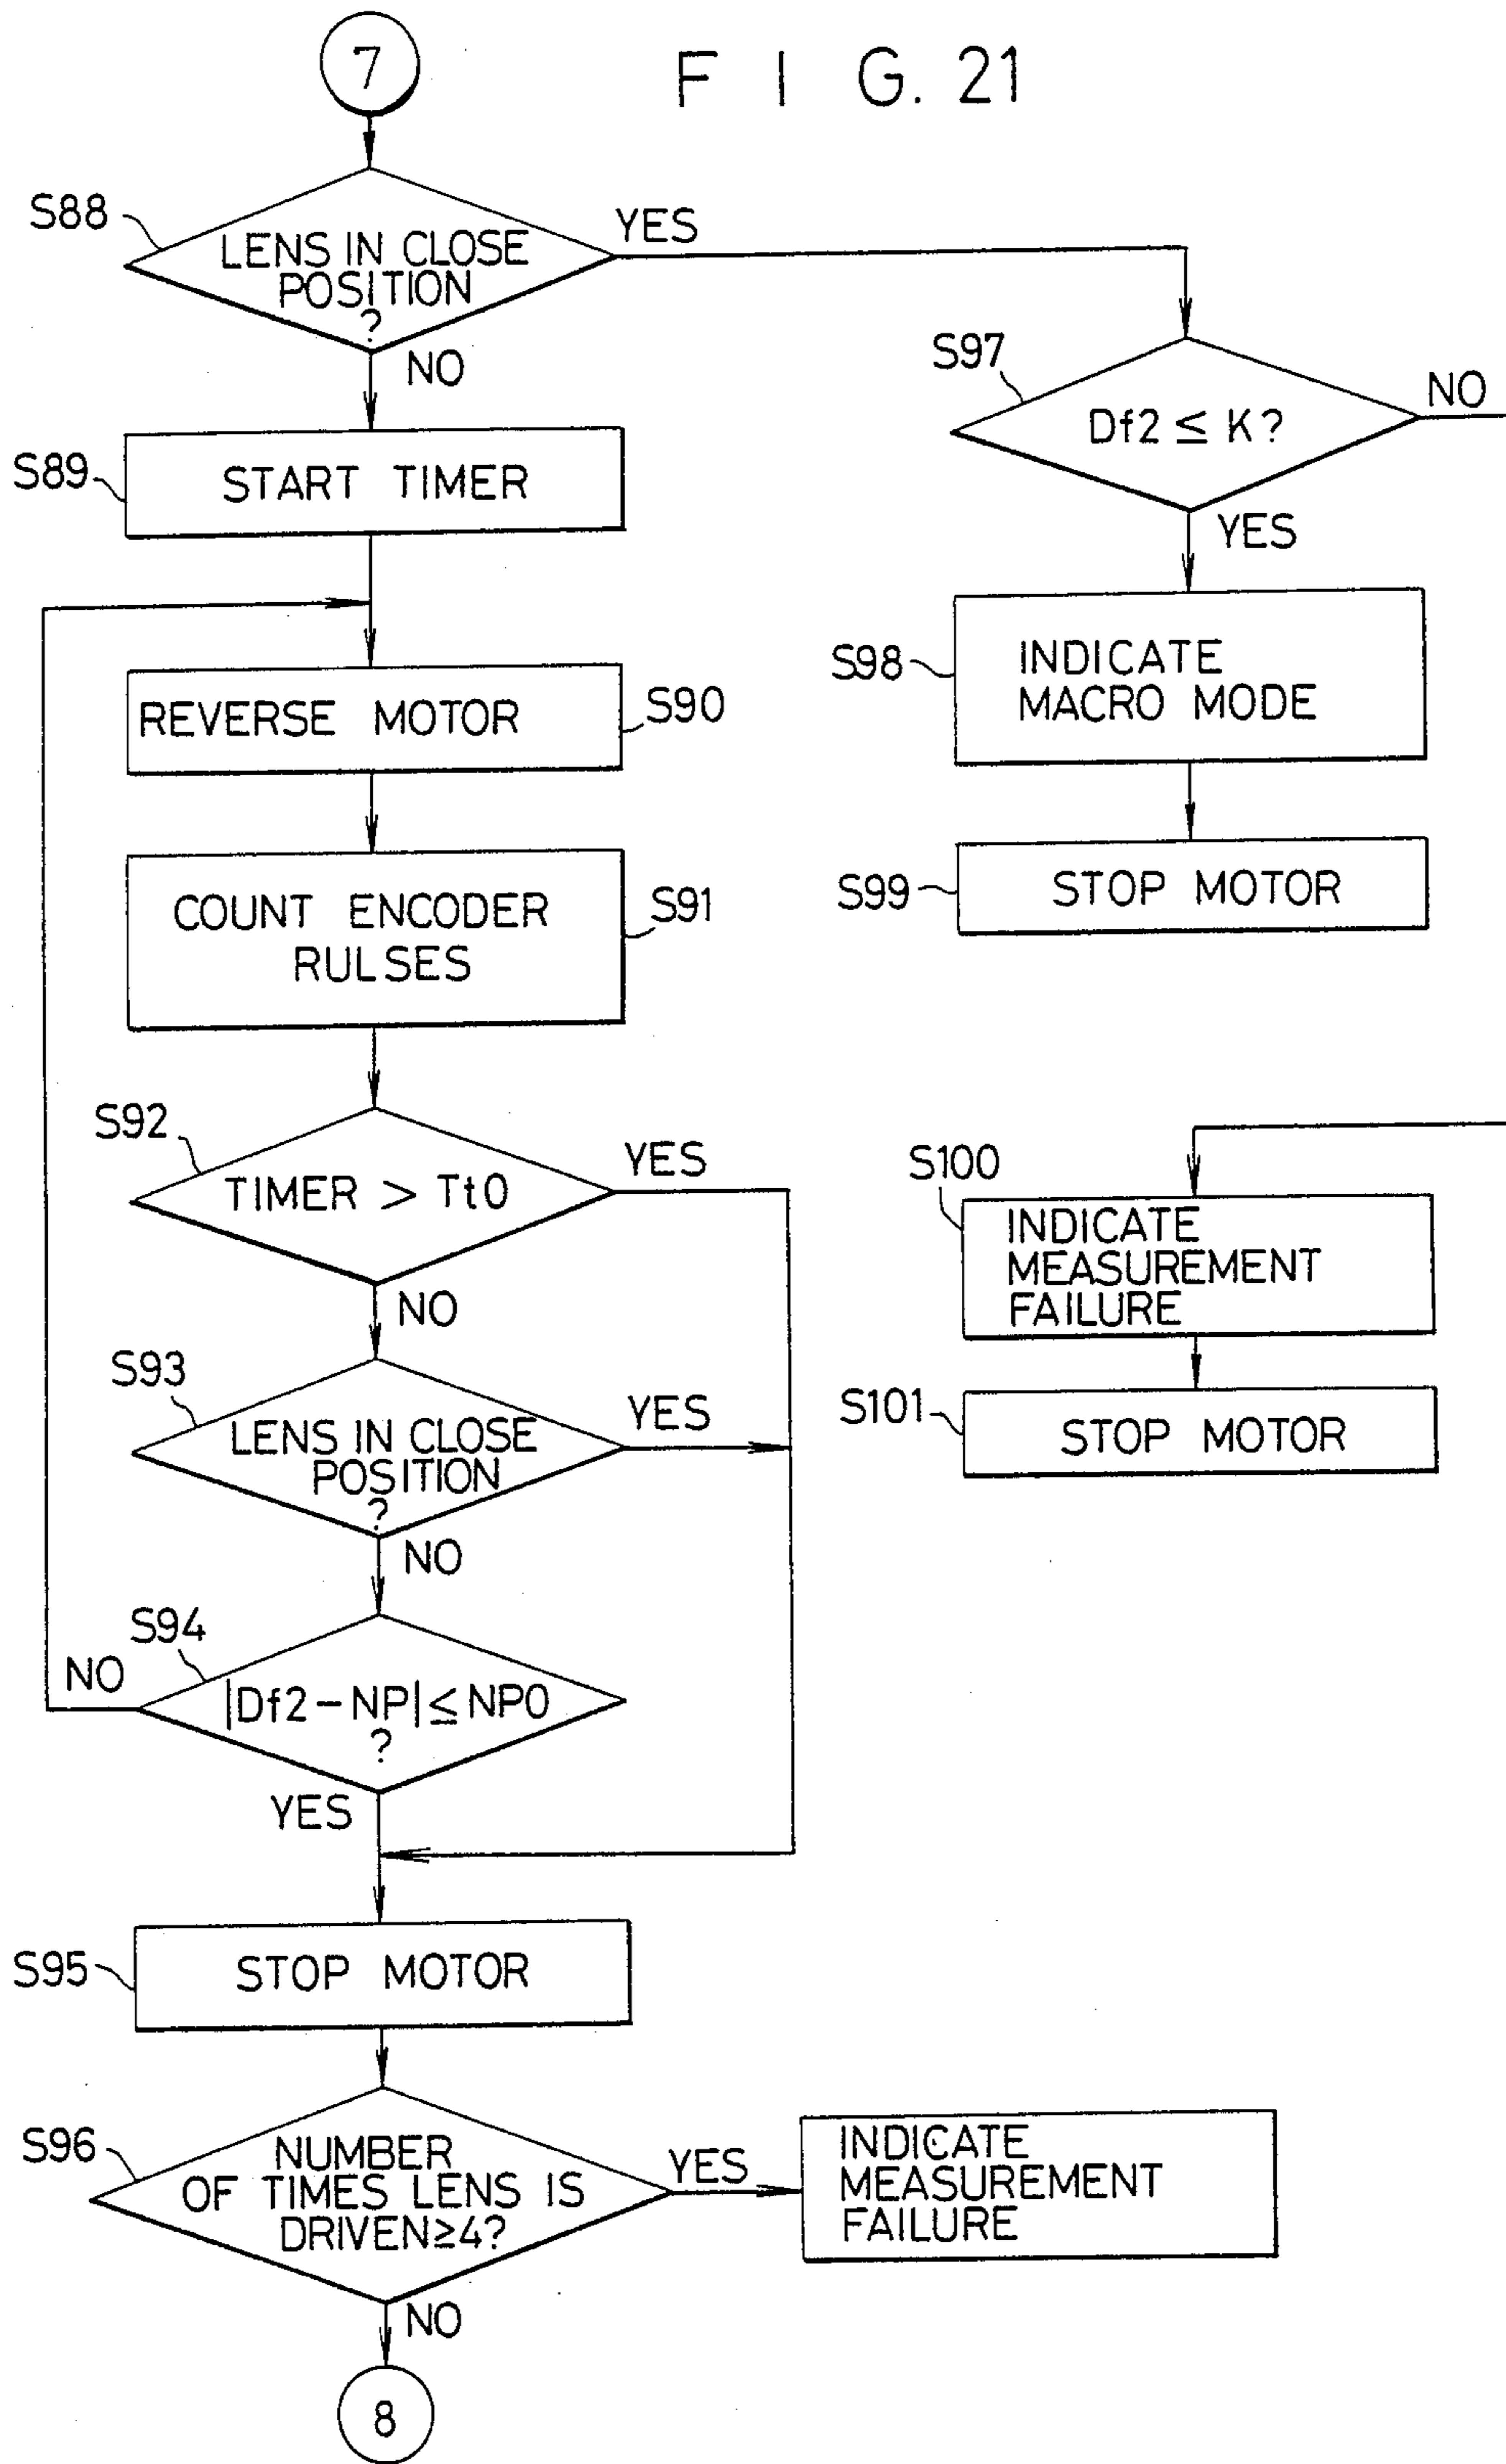 7
F I G. 21
S88
LENS IN CLOSE
POSITION
?
YES
NO
S89
START TIMER
REVERSE MOTOR
S90
COUNT ENCODER
RULSES
S91
S92
TIMER > Tt0
YES
NO
S93
LENS IN CLOSE
POSITION
?
YES
NO
S94
|Df2-NP|≤NP0
?
NO
YES
S95
STOP MOTOR
S96
NUMBER
OF TIMES LENS IS
DRIVEN≥4?
YES
INDICATE
MEASUREMENT
FAILURE
NO
8
S97
Df2 ≤ K?
NO
YES
S98
INDICATE
MACRO MODE
S99
STOP MOTOR
S100
INDICATE
MEASUREMENT
FAILURE
S101
STOP MOTOR